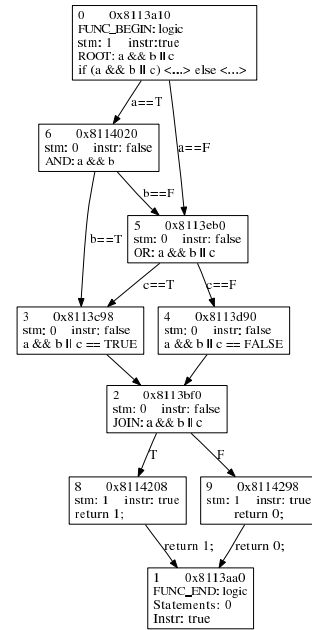 0 0x8113a10
FUNC_BEGIN: logic
stm: 1 instr:true
ROOT: a && b || c
if (a && b || c) <...> else <...>
a==T
a==F
6 0x8114020
stm: 0 instr: false
AND: a && b
b==F
b==T
5 0x8113eb0
stm: 0 instr: false
OR: a && b || c
c==T
c==F
3 0x8113c98
stm: 0 instr: false
a && b || c == TRUE
4 0x8113d90
stm: 0 instr: false
a && b || c == FALSE
2 0x8113bf0
stm: 0 instr: false
JOIN: a && b || c
T
F
8 0x8114208
stm: 1 instr: true
return 1;
9 0x8114298
stm: 1 instr: true
return 0;
return 1;
return 0;
1 0x8113aa0
FUNC_END: logic
Statements: 0
Instr: true